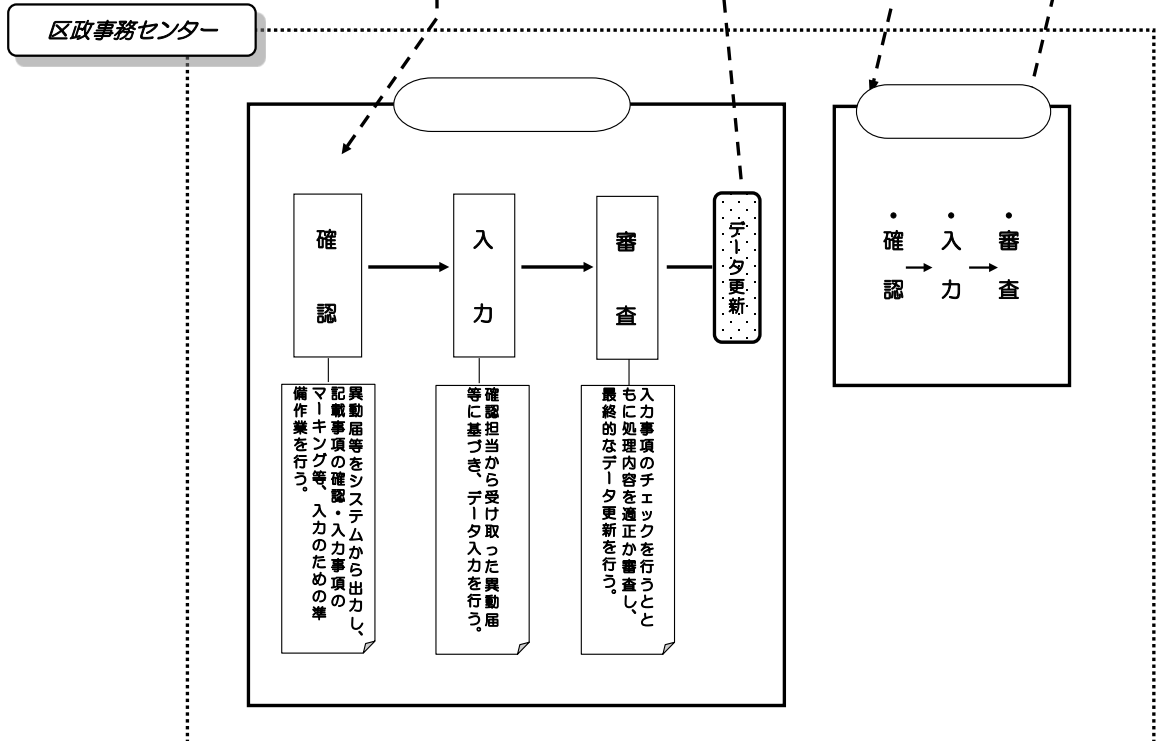 区政事務センター
確認
入力
審査
データ更新
異動届等をシステムから出力し、
記載事項の確認・入力事項の
マーキング等、入力のための準
備作業を行う。
確認担当から受け取った異動届
等に基づき、データ入力を行う。
入力事項のチェックを行うとと
もに処理内容を適正か審査し、
最終的なデータ更新を行う。
・確認
→
・入力
→
・審査